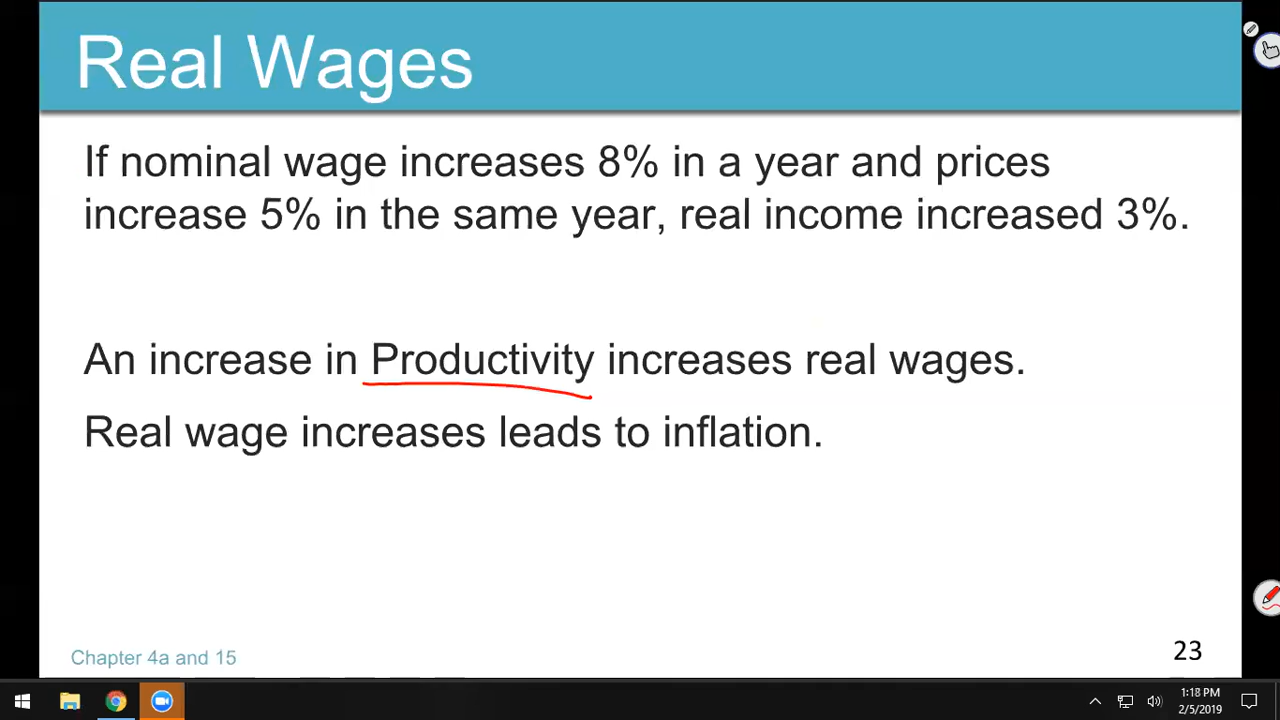 Real Wages
If nominal wage increases 8% in a year and prices
increase 5% in the same year, real income increased 3%.
An increase in Productivity increases real wages.
Real wage increases leads to inflation.
Chapter 4a and 15
23
1:18 PM
2/5/2019